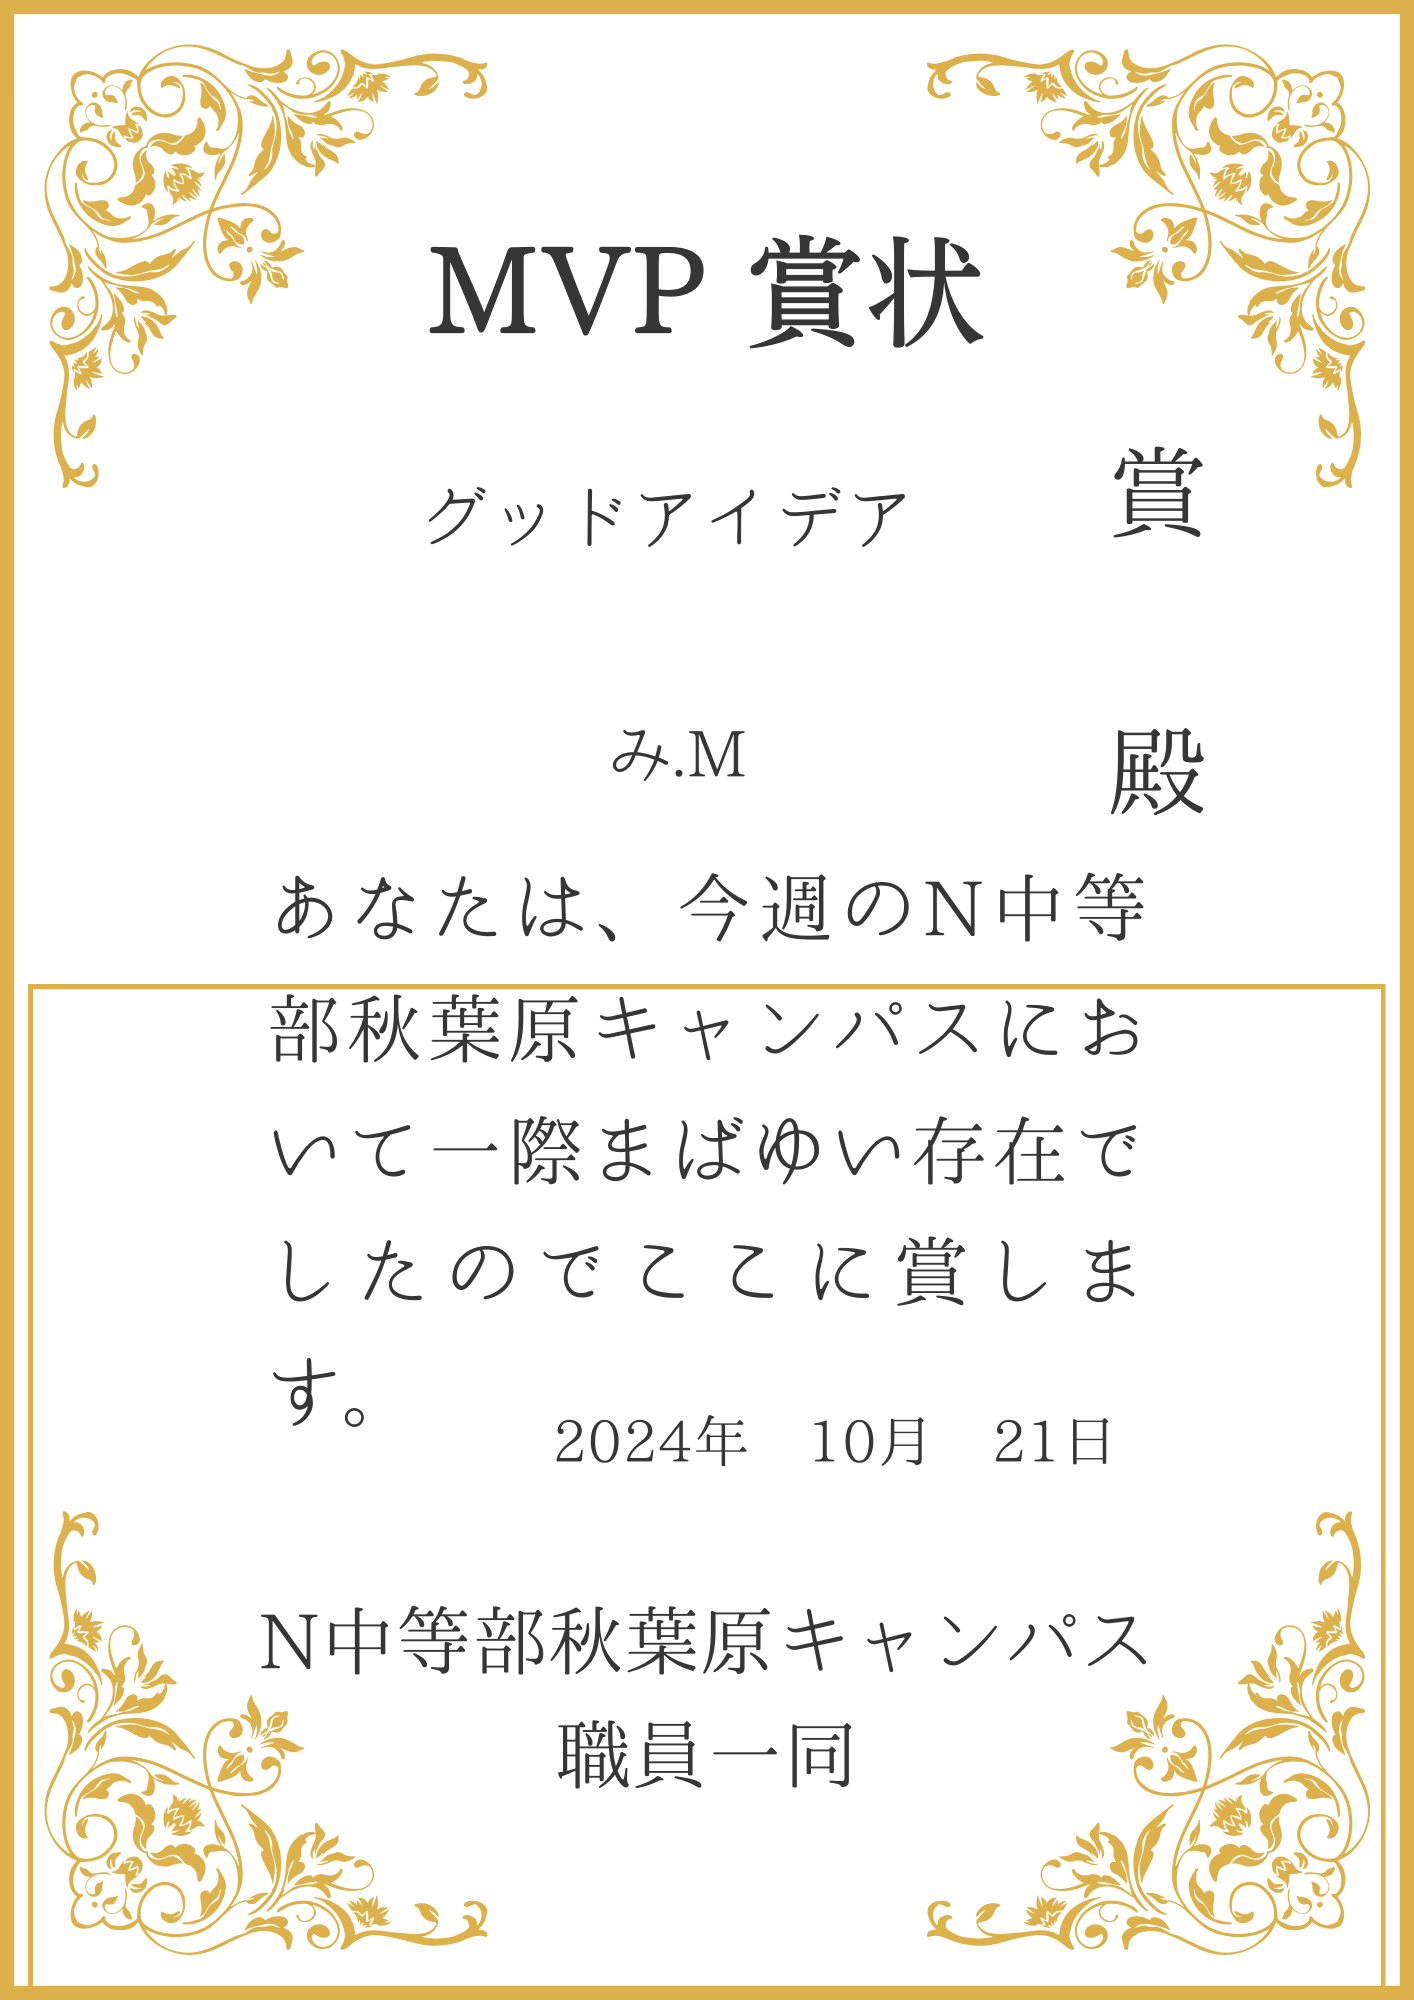 MVP 賞状
グッドアイデア 賞
み.M 殿
あなたは、今週のN中等
部秋葉原キャンパスにお
いて一際まばゆい存在で
したのでここに賞しま
す。
2024年　10月　21日
N中等部秋葉原キャンパス
職員一同